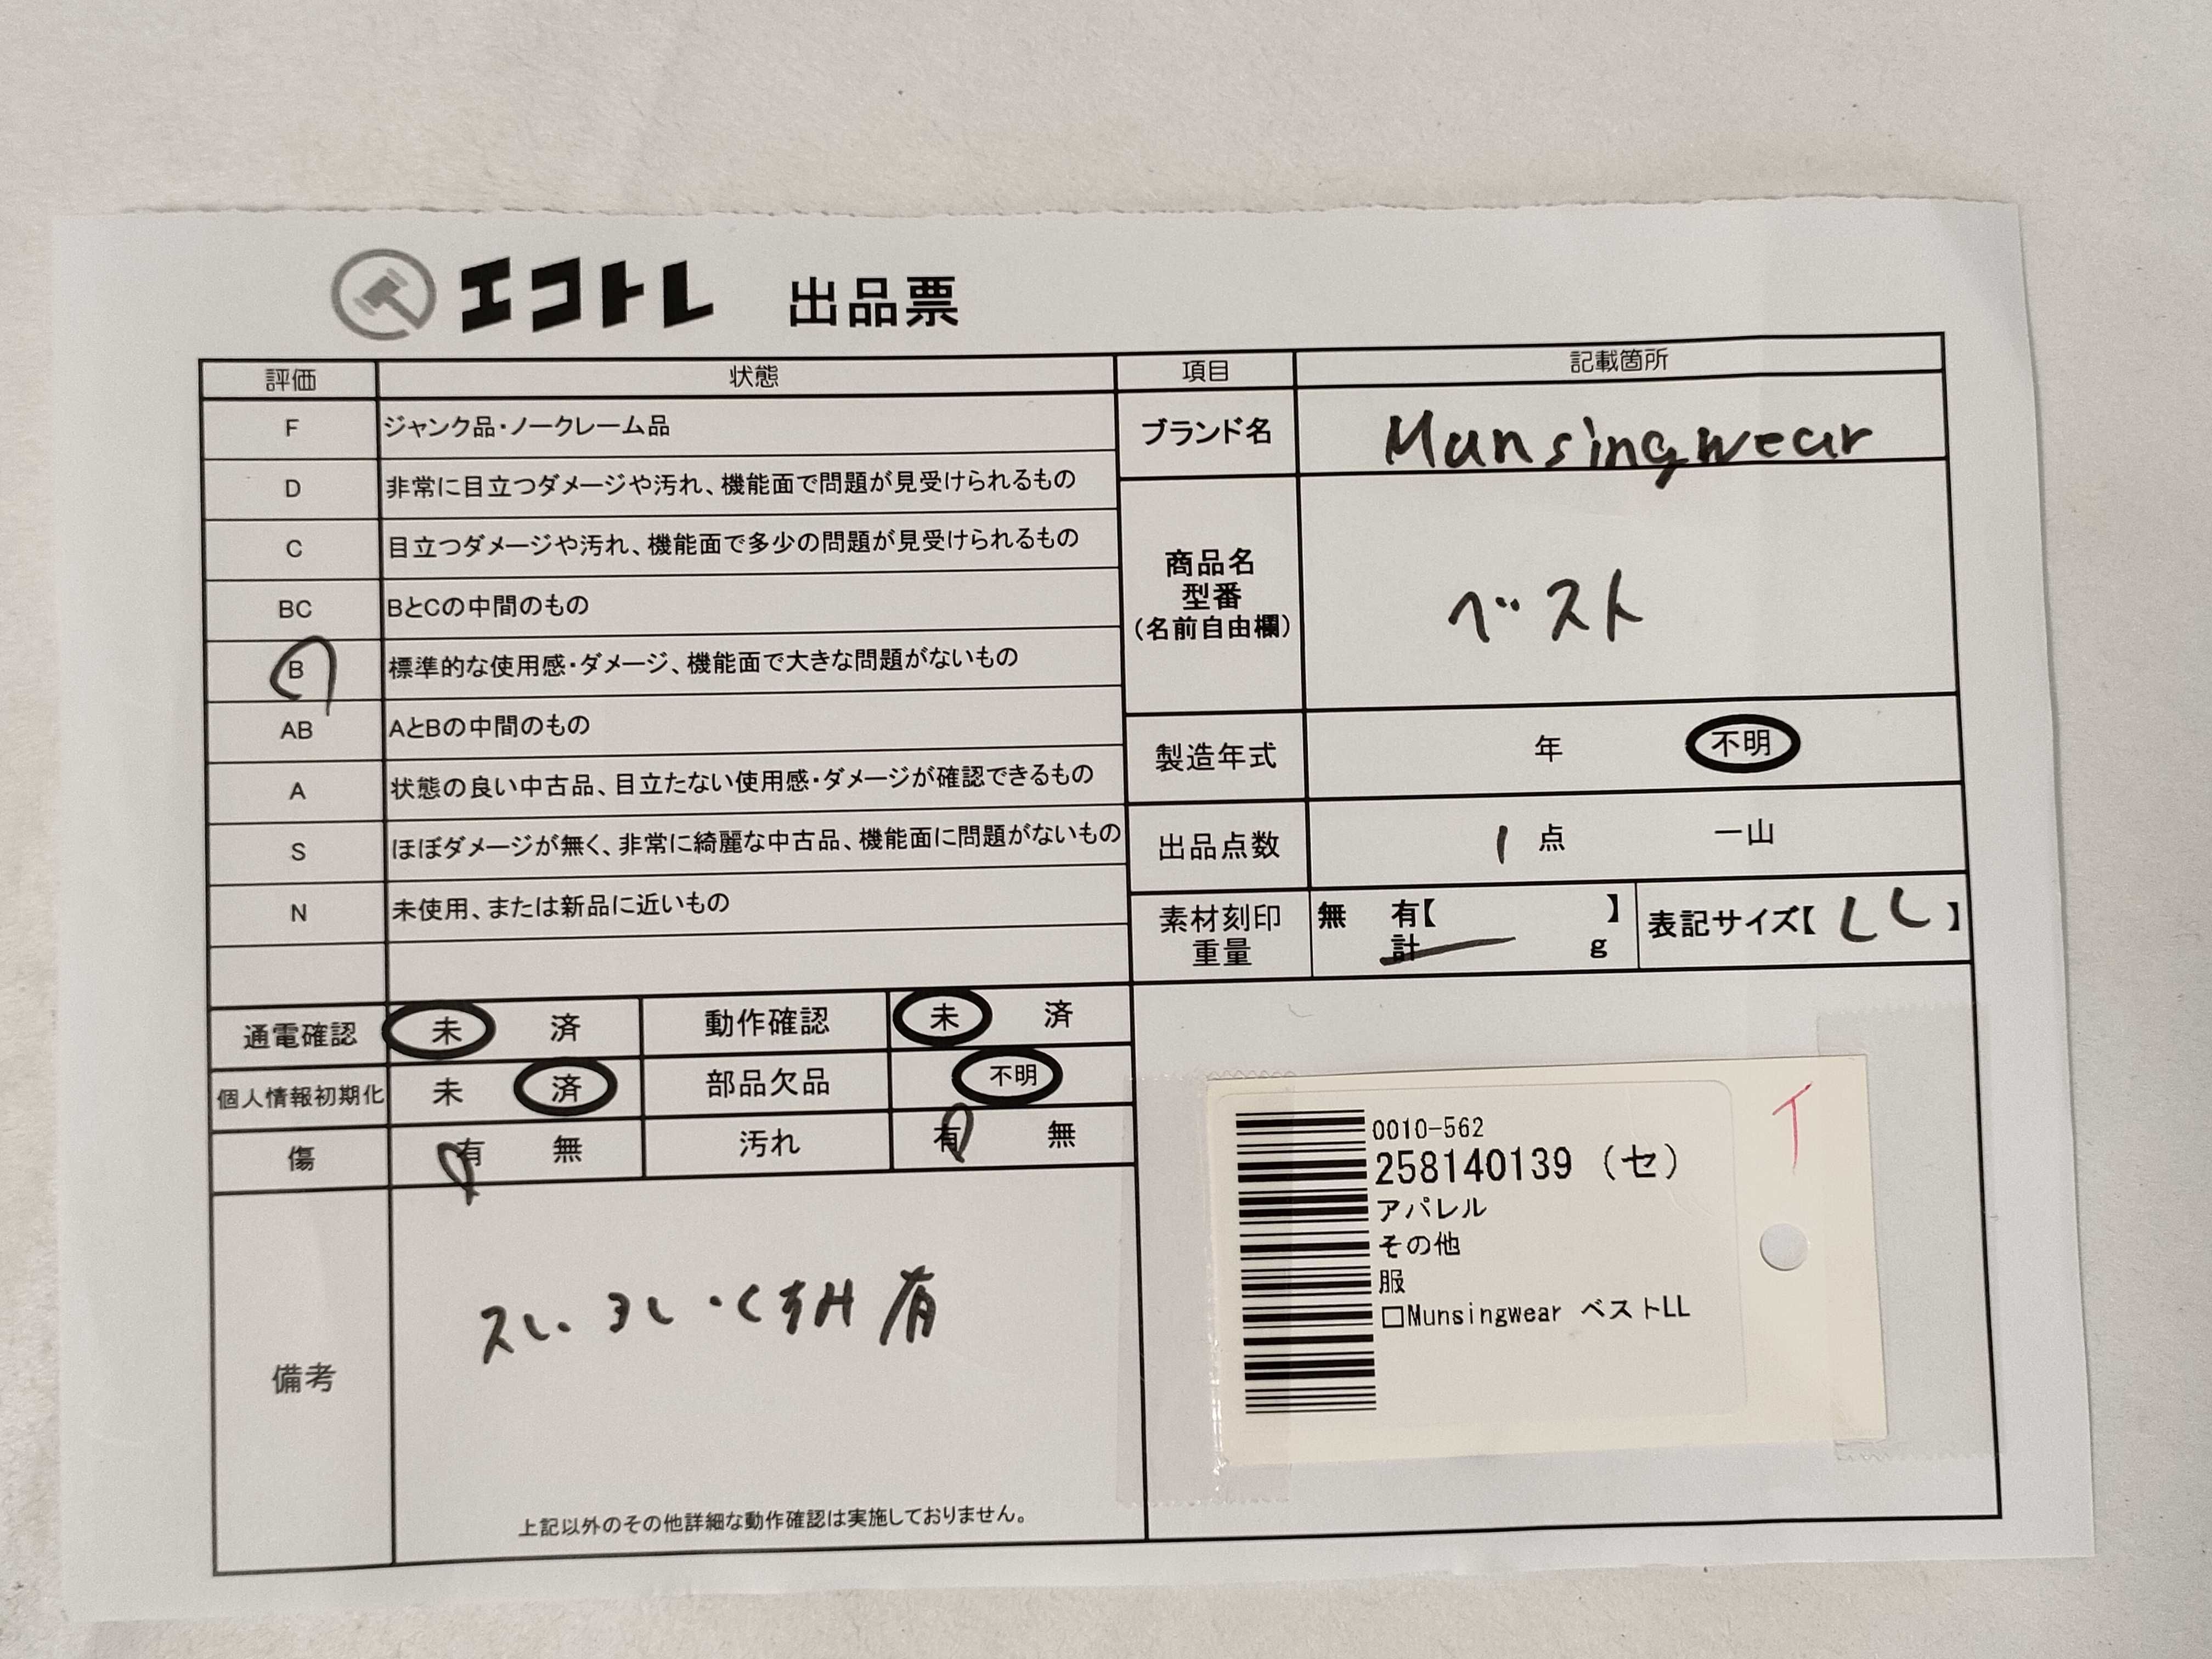 エコトレ 出品票
評価 状態
F ジャンク品・ノークレーム品
D 非常に目立つダメージや汚れ、機能面で問題が見受けられるもの
C 目立つダメージや汚れ、機能面で多少の問題が見受けられるもの
BC BとCの中間のもの
B 標準的な使用感・ダメージ、機能面で大きな問題がないもの
AB AとBの中間のもの
A 状態の良い中古品、目立たない使用感・ダメージが確認できるもの
S ほぼダメージが無く、非常に綺麗な中古品、機能面に問題がないもの
N 未使用、または新品に近いもの
通電確認 未 済 動作確認 未 済
個人情報初期化 未 済 部品欠品 不明
傷 有 無 汚れ 有 無
備考
スレ・ヨレ・くすみ有
上記以外のその他詳細な動作確認は実施しておりません。
項目 記載箇所
ブランド名 Munsingwear
商品名
型番
(名前自由欄)
ベスト
製造年式 年 不明
出品点数 1 点 一山
素材刻印 無 有【 】
重量 計 g
表記サイズ【LL】
0010-562
258140139 (セ)
アパレル
その他
服
□Munsingwear ベストLL